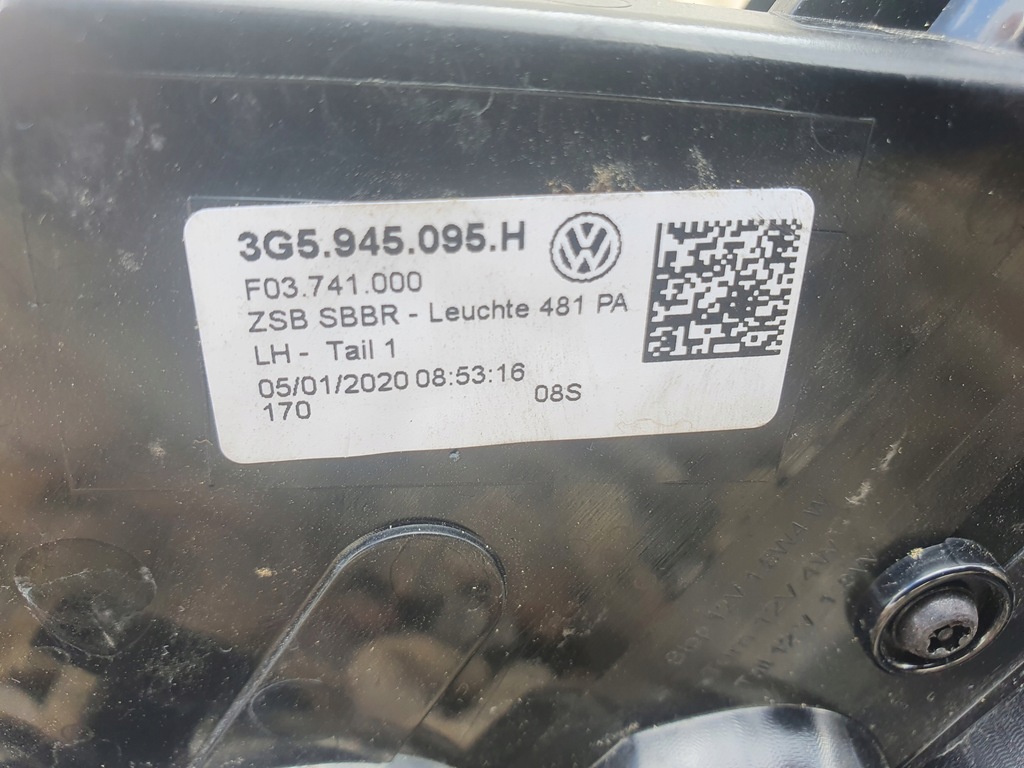 3G5.945.095.H
F03.741.000
ZSB SBBR - Leuchte 481 PA
LH - Tail 1
05/01/2020 08:53:16
170
08S